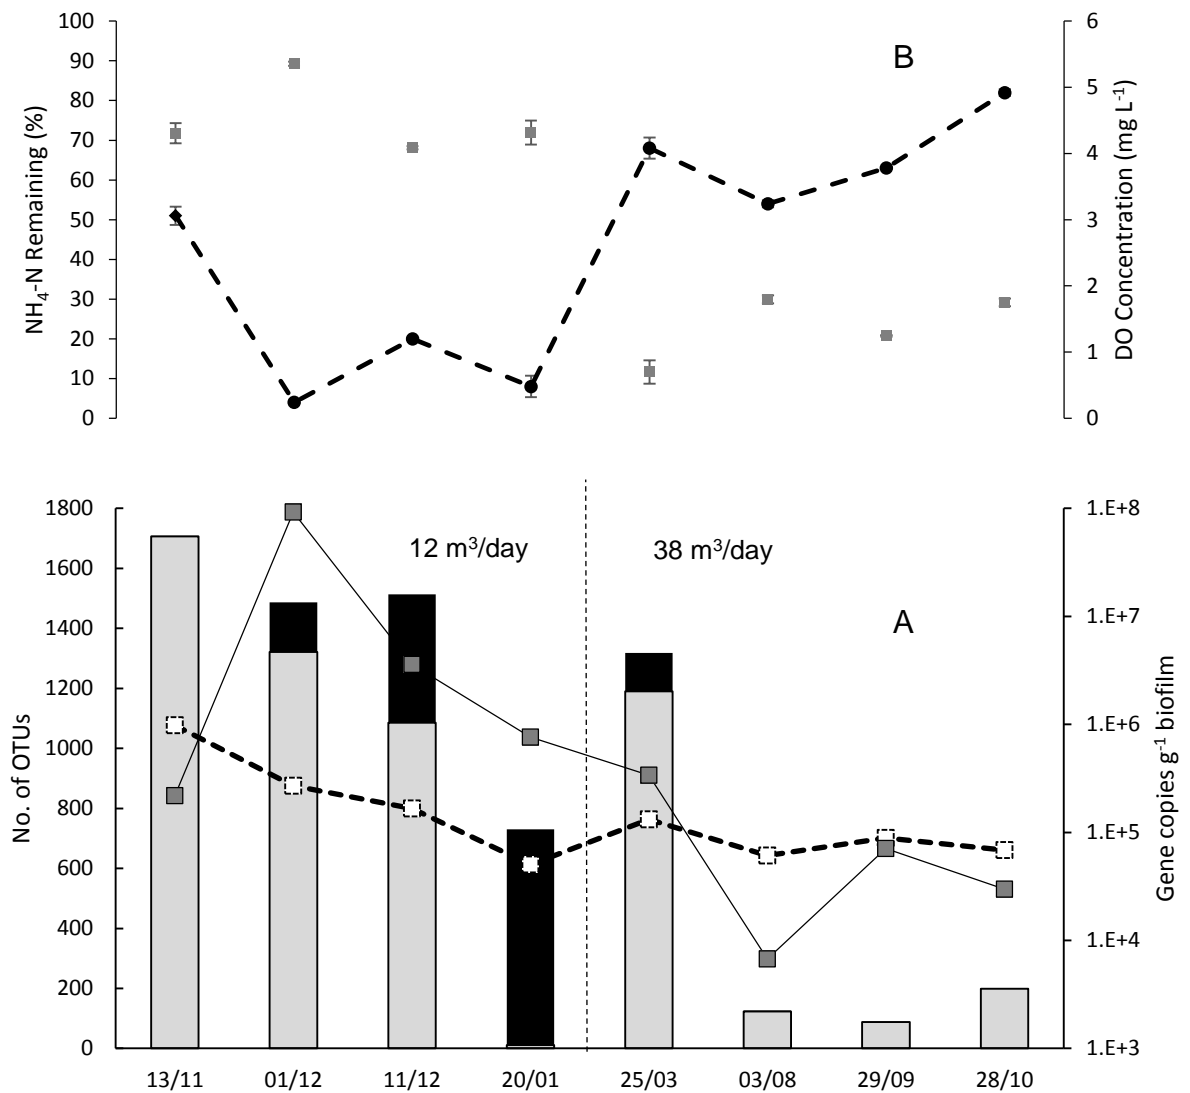 100
90
80
70
60
50
40
30
20
10
0
NH₄-N Remaining (%)
B
6
5
4
3
2
1
0
DO Concentration (mg L⁻¹)
1800
1600
1400
1200
1000
800
600
400
200
0
No. of OTUs
12 m³/day
38 m³/day
A
1.E+8
1.E+7
1.E+6
1.E+5
1.E+4
1.E+3
Gene copies g⁻¹ biofilm
13/11 01/12 11/12 20/01 25/03 03/08 29/09 28/10